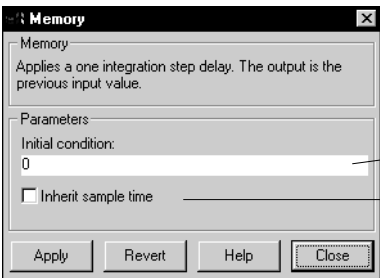 Memory
Memory
Applies a one integration step delay. The output is the
previous input value.
Parameters
Initial condition:
0
Inherit sample time
Apply Revert Help Close